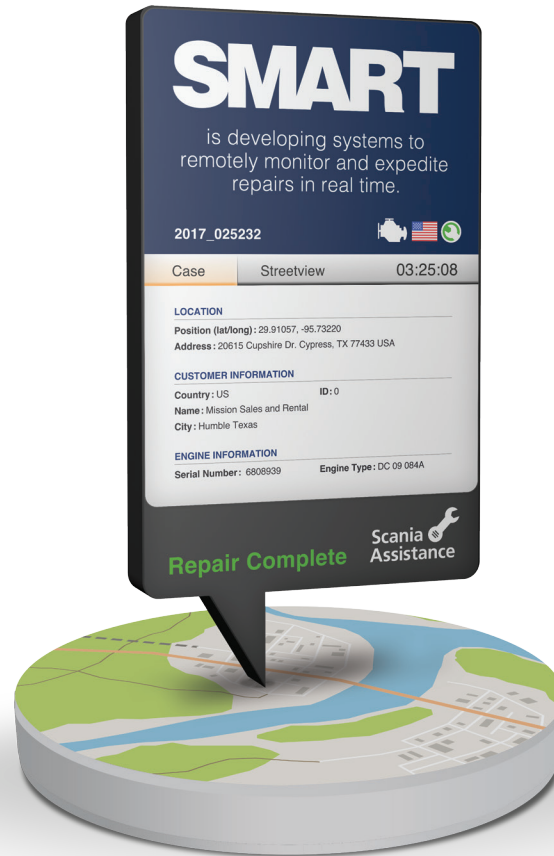 SMART
is developing systems to
remotely monitor and expedite
repairs in real time.
2017_025232
Case Streetview 03:25:08
LOCATION
Position (lat/long) : 29.91057, -95.73220
Address : 20615 Cupshire Dr. Cypress, TX 77433 USA
CUSTOMER INFORMATION
Country : US ID : 0
Name : Mission Sales and Rental
City : Humble Texas
ENGINE INFORMATION
Serial Number : 6808939 Engine Type : DC 09 084A
Repair Complete Scania
Assistance